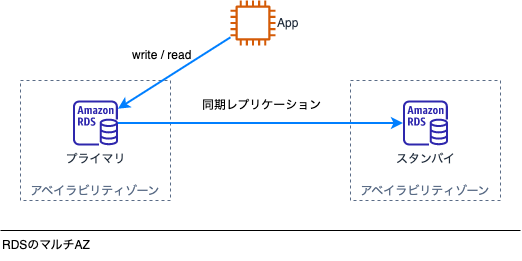 App
write / read
同期レプリケーション
Amazon
RDS
Amazon
RDS
プライマリ
スタンバイ
アベイラビリティゾーン
アベイラビリティゾーン
RDSのマルチAZ